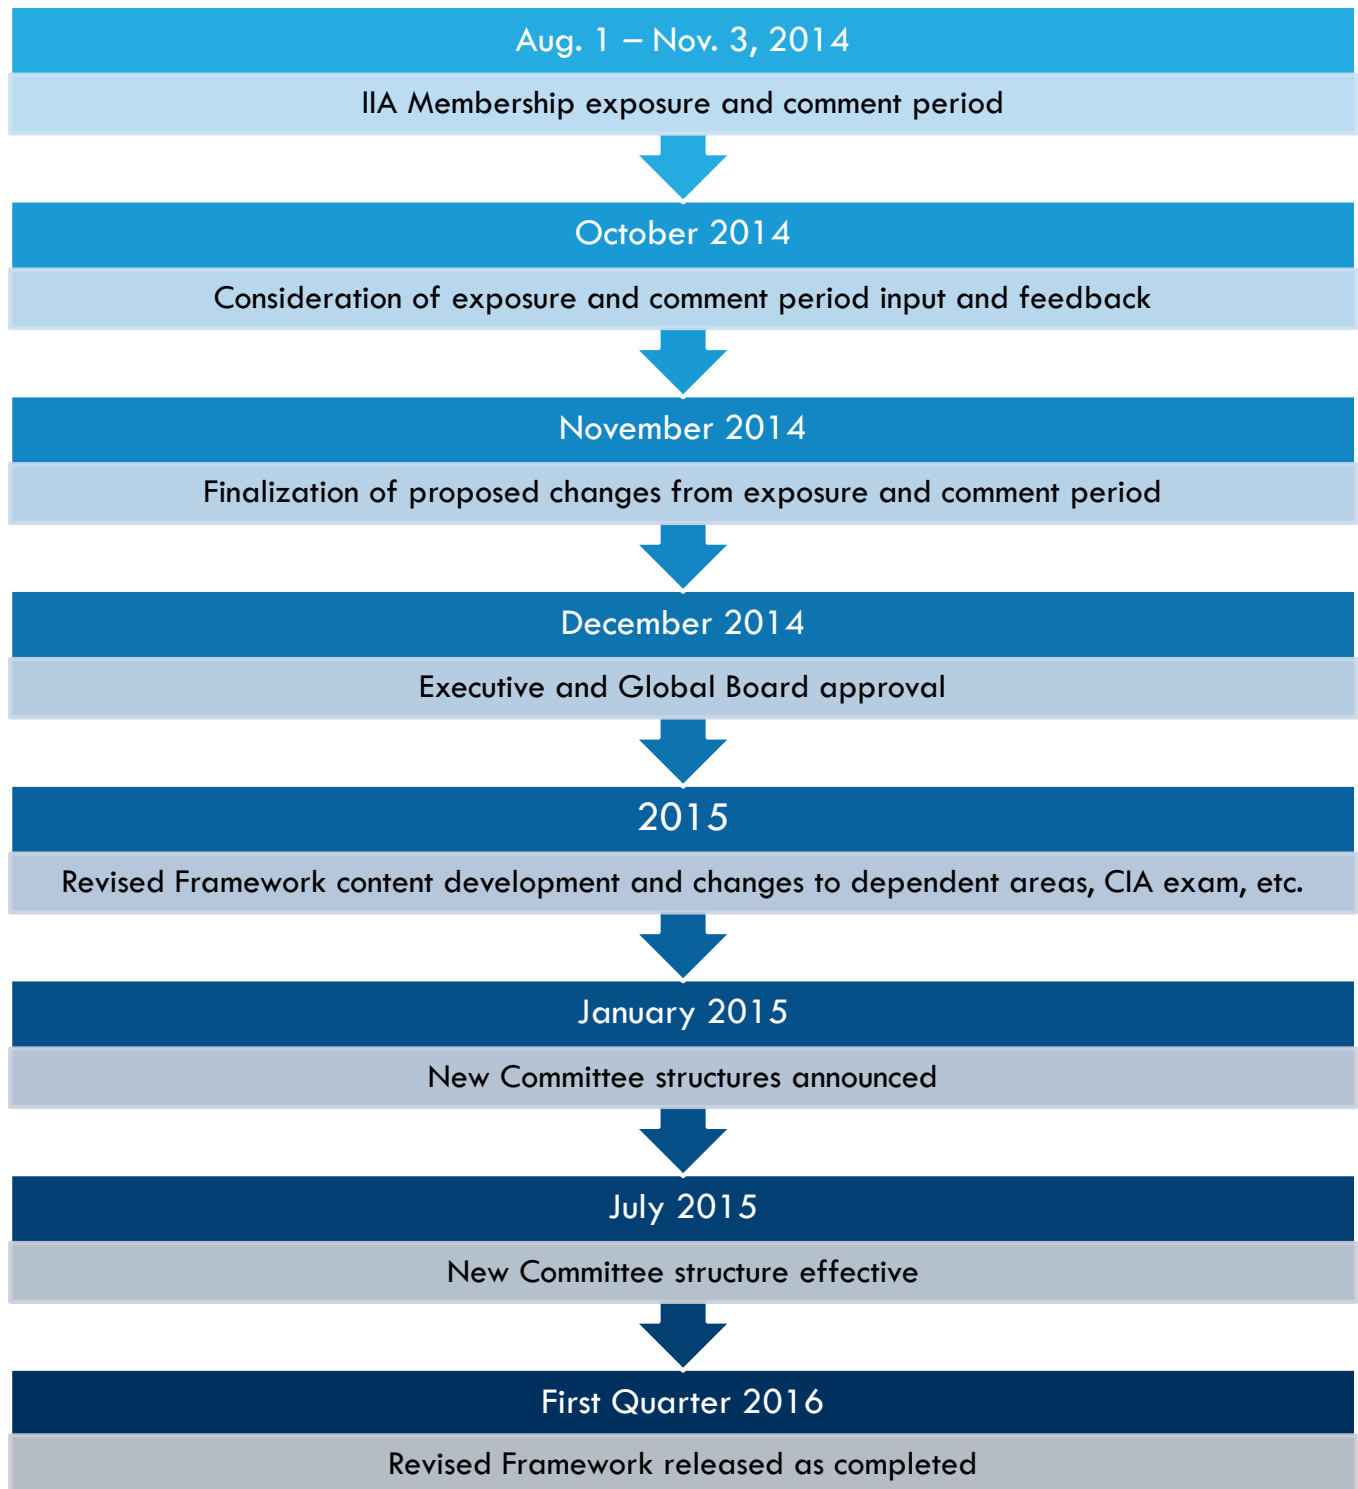 Aug. 1 – Nov. 3, 2014
IIA Membership exposure and comment period
October 2014
Consideration of exposure and comment period input and feedback
November 2014
Finalization of proposed changes from exposure and comment period
December 2014
Executive and Global Board approval
2015
Revised Framework content development and changes to dependent areas, CIA exam, etc.
January 2015
New Committee structures announced
July 2015
New Committee structure effective
First Quarter 2016
Revised Framework released as completed